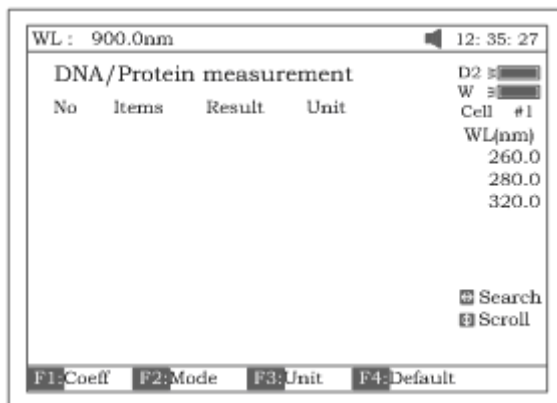 WL : 900.0nm 12: 35: 27
DNA/Protein measurement
D2
W
No Items Result Unit
Cell #1
WL(nm)
260.0
280.0
320.0
Search
Scroll
F1:Coeff F2:Mode F3:Unit F4:Default